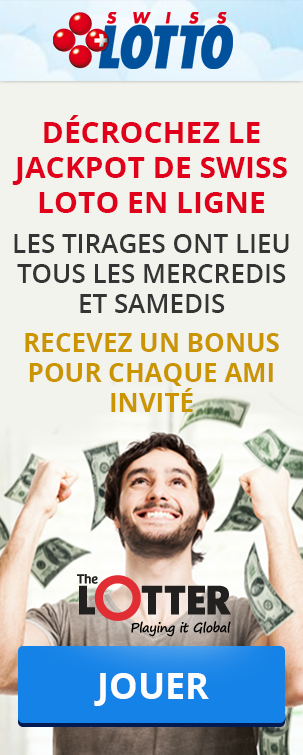 SWISS
LOTTO
DÉCROCHEZ LE
JACKPOT DE SWISS
LOTO EN LIGNE
LES TIRAGES ONT LIEU
TOUS LES MERCREDIS
ET SAMEDIS
RECEVEZ UN BONUS
POUR CHAQUE AMI
INVITÉ
The
LOTTER
Playing it Global
JOUER